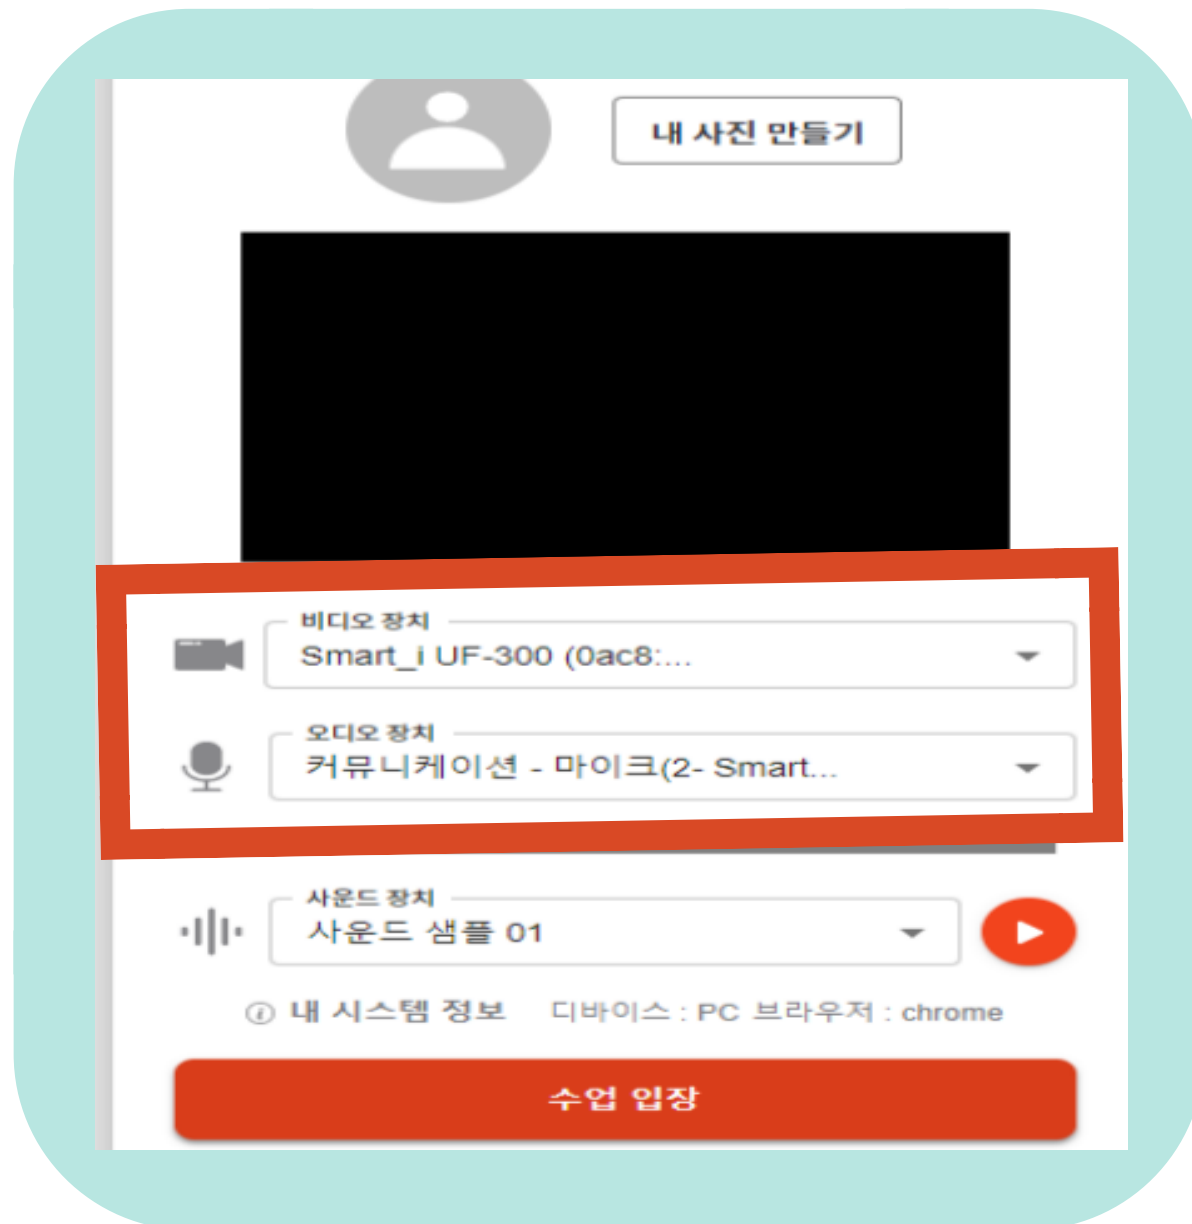 내 사진 만들기
비디오 장치
Smart_i UF-300 (0ac8:...
오디오 장치
커뮤니케이션 - 마이크(2- Smart...
사운드 장치
사운드 샘플 01
내 시스템 정보 디바이스 : PC 브라우저 : chrome
수업 입장